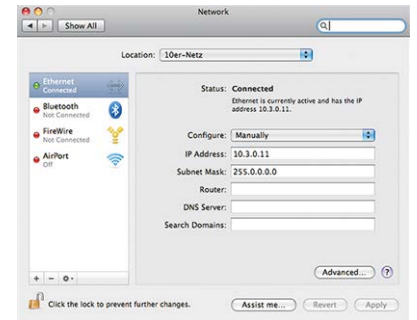 Network
Show All
Location: 10er-Netz
Ethernet
Connected
Bluetooth
Not Connected
FireWire
Not Connected
AirPort
Off
Status: Connected
Ethernet is currently active and has the IP
address 10.3.0.11.
Configure: Manually
IP Address: 10.3.0.11
Subnet Mask: 255.0.0.0
Router:
DNS Server:
Search Domains:
Advanced... ?
Click the lock to prevent further changes.
Assist me... Revert Apply